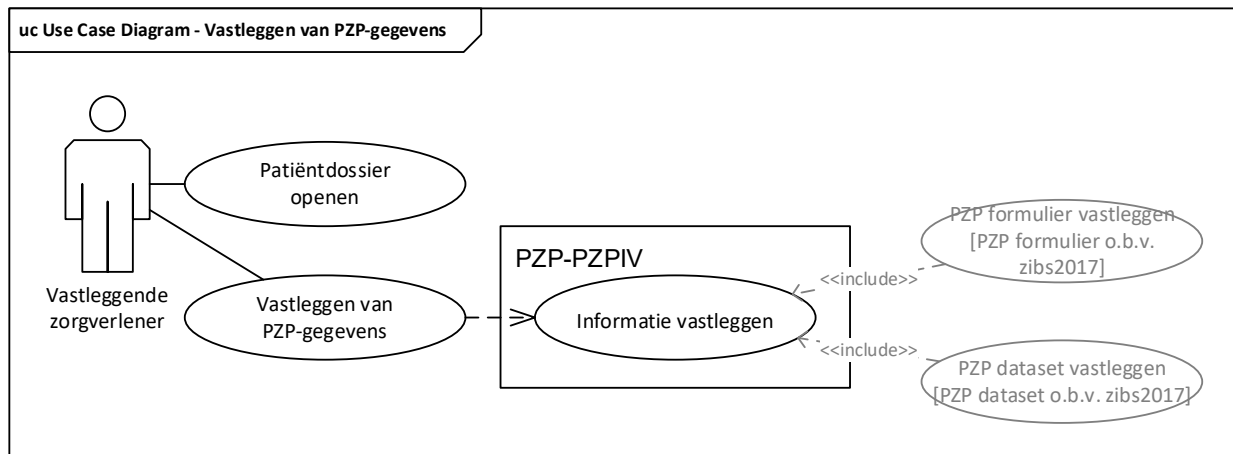 uc Use Case Diagram - Vastleggen van PZP-gegevens
Patiëntdossier
openen
Vastleggende
zorgverlener
Vastleggen van
PZP-gegevens
PZP-PZPIV
Informatie vastleggen
<<include>>
<<include>>
PZP formulier vastleggen
[PZP formulier o.b.v.
zibs2017]
PZP dataset vastleggen
[PZP dataset o.b.v. zibs2017]